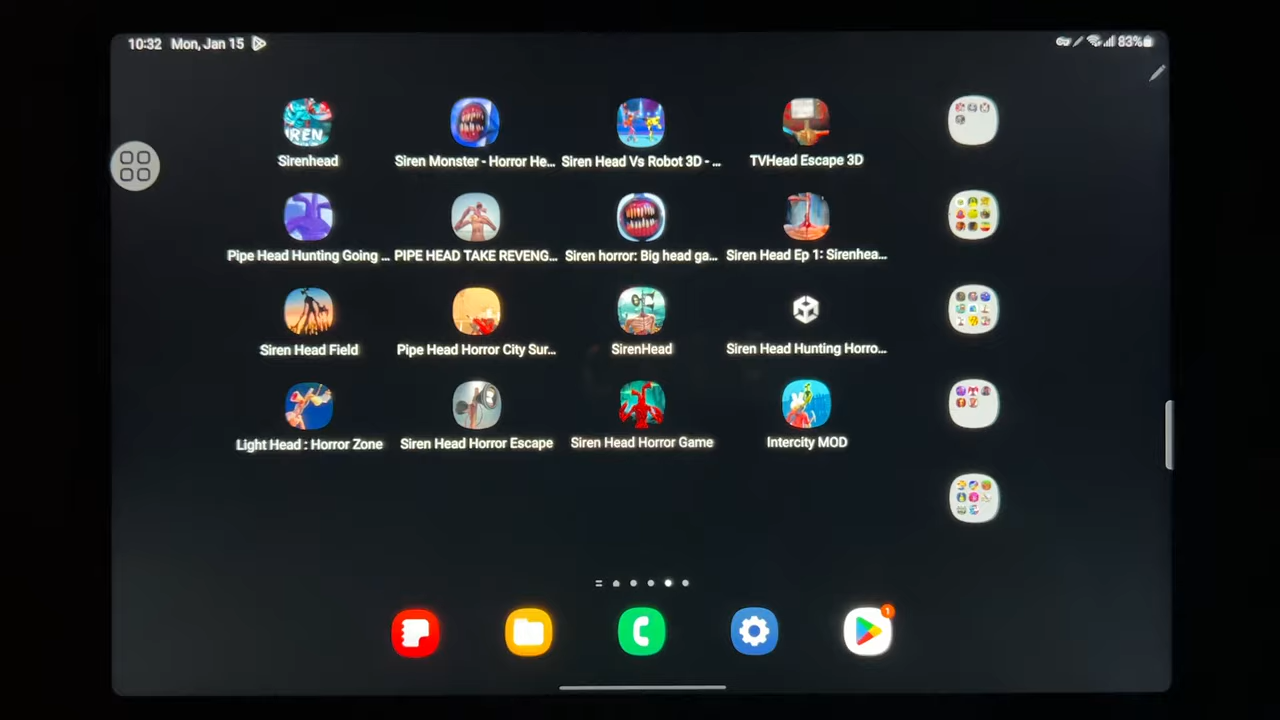 10:32 Mon, Jan 15
83%
Sirenhead
Siren Monster - Horror He...
Siren Head Vs Robot 3D - ...
TVHead Escape 3D
Pipe Head Hunting Going ...
PIPE HEAD TAKE REVENG...
Siren horror: Big head ga...
Siren Head Ep 1: Sirenhea...
Siren Head Field
Pipe Head Horror City Sur...
SirenHead
Siren Head Hunting Horro...
Light Head : Horror Zone
Siren Head Horror Escape
Siren Head Horror Game
Intercity MOD
IREN
1